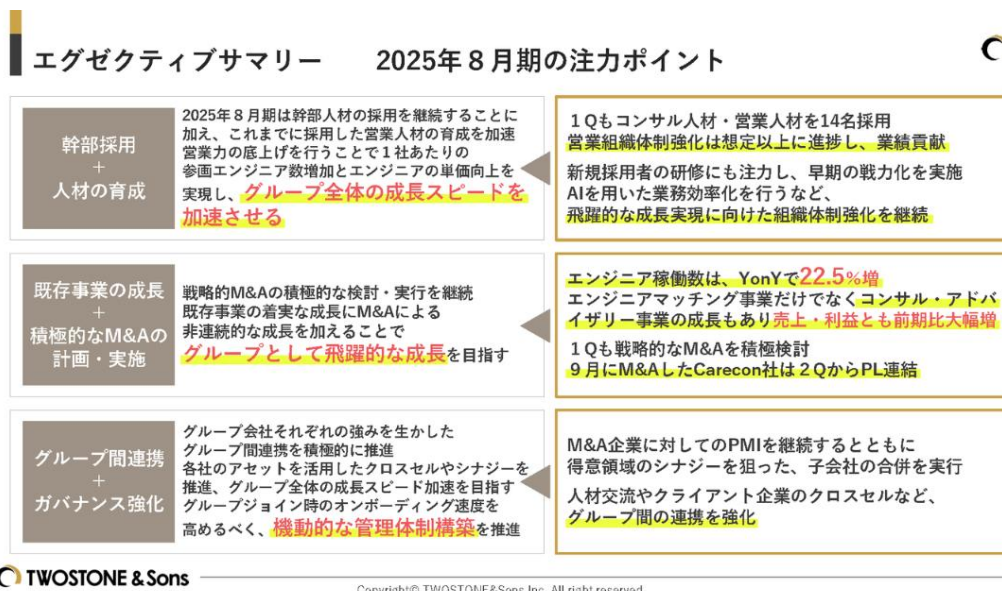 エグゼクティブサマリー 2025年8月期の注力ポイント
幹部採用
+
人材の育成
2025年8月期は幹部人材の採用を継続することに
加え、これまでに採用した営業人材の育成を加速
営業力の底上げを行うことで1社あたりの
参画エンジニア数増加とエンジニアの単価向上を
実現し、グループ全体の成長スピードを
加速させる
1Qもコンサル人材・営業人材を14名採用
営業組織体制強化は想定以上に進捗し、業績貢献
新規採用者の研修にも注力し、早期の戦力化を実施
AIを用いた業務効率化を行うなど、
飛躍的な成長実現に向けた組織体制強化を継続
既存事業の成長
+
積極的なM&Aの
計画・実施
戦略的M&Aの積極的な検討・実行を継続
既存事業の着実な成長にM&Aによる
非連続的な成長を加えることで
グループとして飛躍的な成長を目指す
エンジニア稼働数は、YonYで22.5%増
エンジニアマッチング事業だけでなくコンサル・アドバ
イザリー事業の成長もあり売上・利益とも前期比大幅増
1Qも戦略的なM&Aを積極検討
9月にM&AしたCarecon社は2QからPL連結
グループ間連携
+
ガバナンス強化
グループ会社それぞれの強みを生かした
グループ間連携を積極的に推進
各社のアセットを活用したクロスセルやシナジーを
推進、グループ全体の成長スピード加速を目指す
グループジョイン時のオンボーディング速度を
高めるべく、機動的な管理体制構築を推進
M&A企業に対してのPMIを継続するとともに
得意領域のシナジーを狙った、子会社の合併を実行
人材交流やクライアント企業のクロスセルなど、
グループ間の連携を強化
TWOSTONE & Sons
Copyright© TWOSTONE&Sons Inc. All right reserved